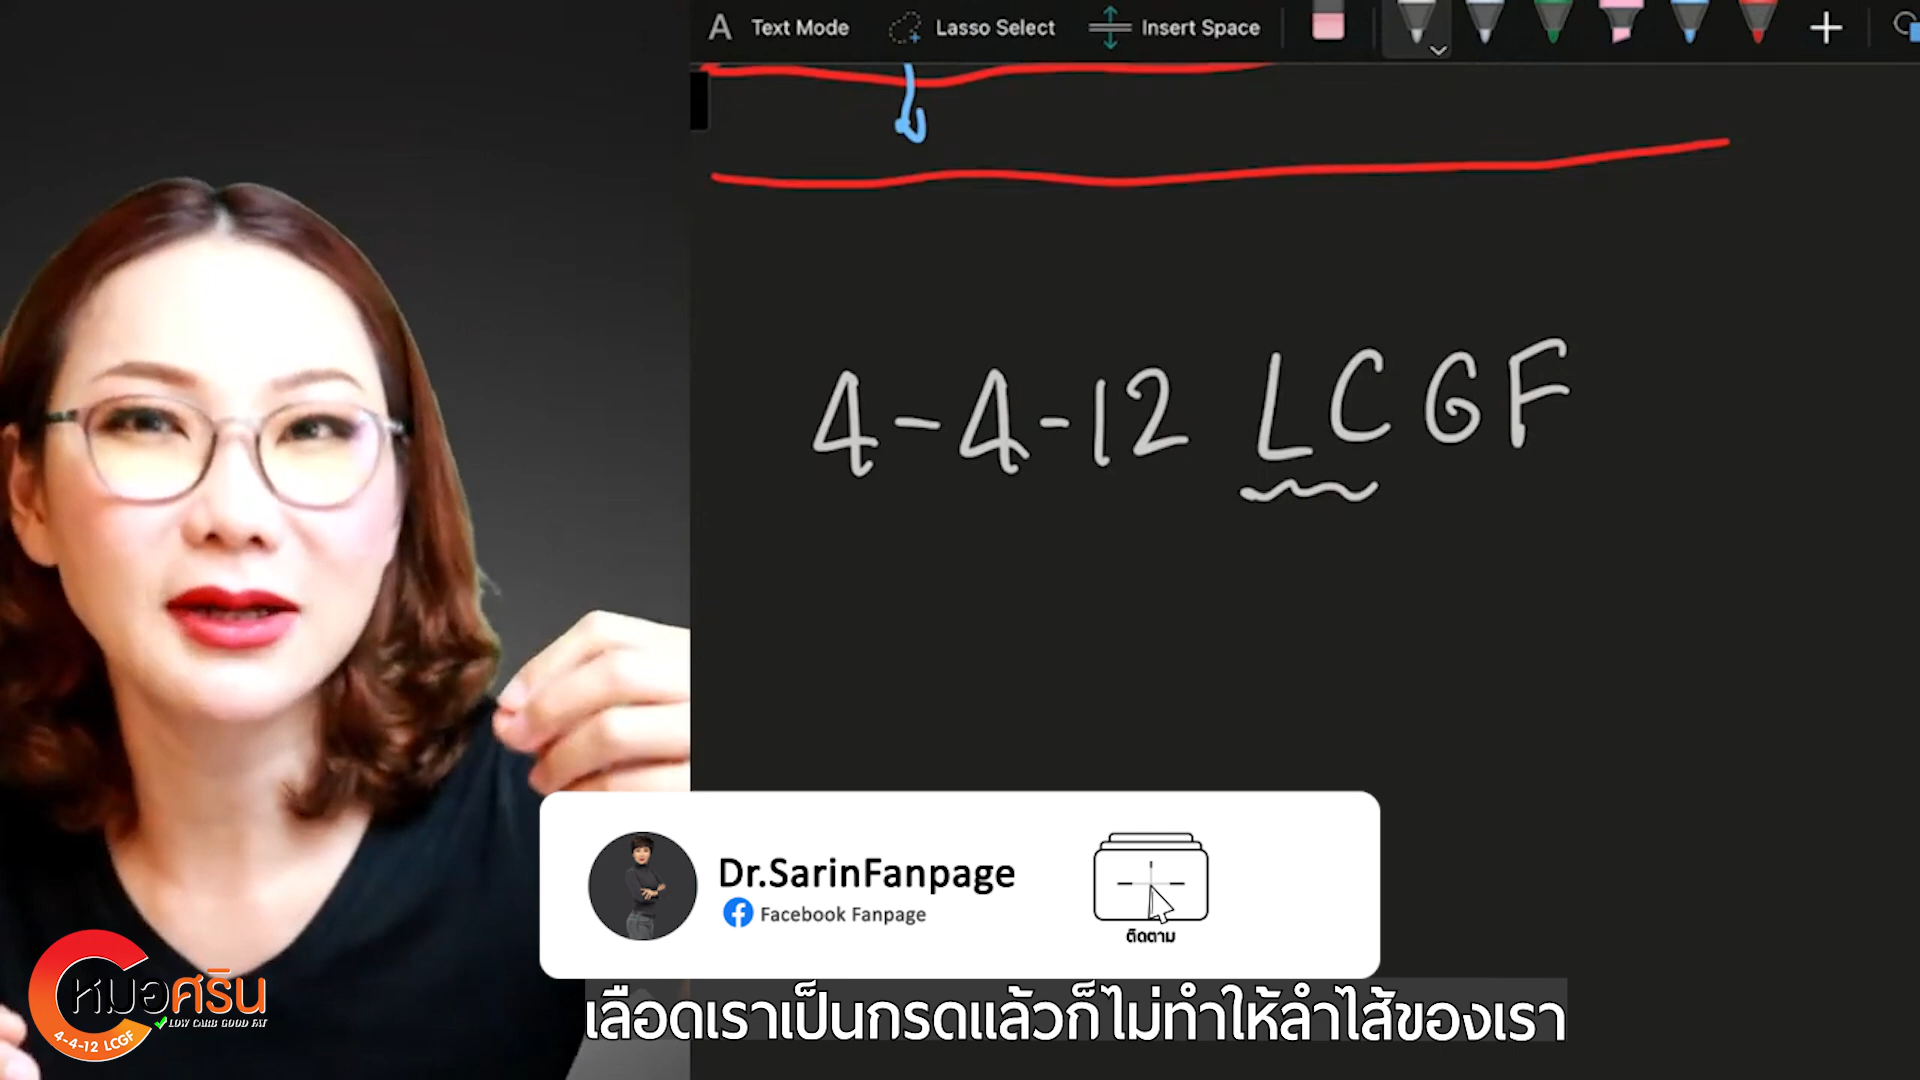 Text Mode
Lasso Select
Insert Space
4-4-12 LCGF
Dr.SarinFanpage
Facebook Fanpage
ติดตาม
หมอศริน
LOW CARB GOOD FAT
4-4-12 LCGF
เลือดเราเป็นกรดแล้วก็ไม่ทำให้ลำไส้ของเรา